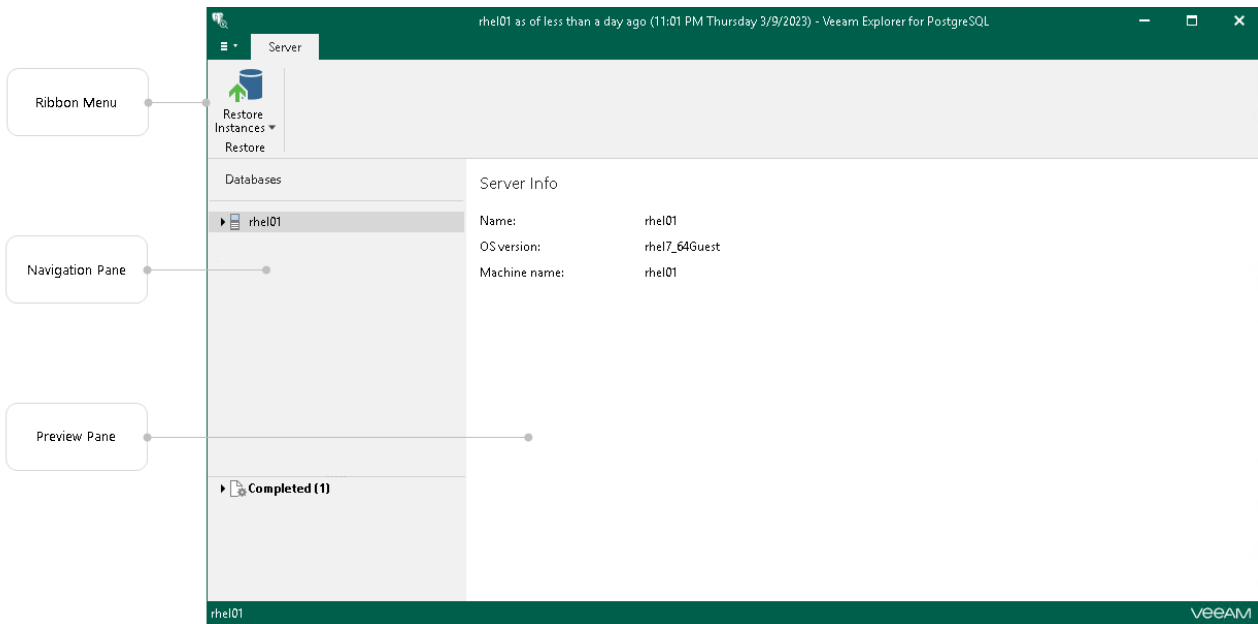 rhel01 as of less than a day ago (11:01 PM Thursday 3/9/2023) - Veeam Explorer for PostgreSQL
Server
Ribbon Menu
Restore
Instances
Restore
Databases
Server Info
rhel01
Name: rhel01
OS version: rhel7_64Guest
Navigation Pane
Machine name: rhel01
Preview Pane
Completed (1)
rhel01
VEEAM